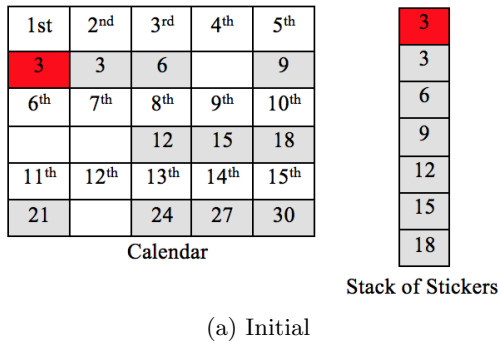 1st 2nd 3rd 4th 5th
3 3 6 9
6th 7th 8th 9th 10th
12 15 18
11th 12th 13th 14th 15th
21 24 27 30
Calendar
3
3
6
9
12
15
18
Stack of Stickers
(a) Initial